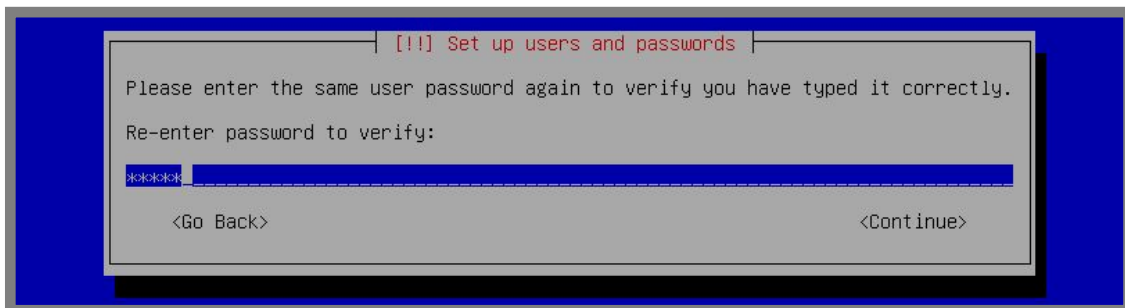 [!!] Set up users and passwords
Please enter the same user password again to verify you have typed it correctly.
Re-enter password to verify:
*****
<Go Back> <Continue>